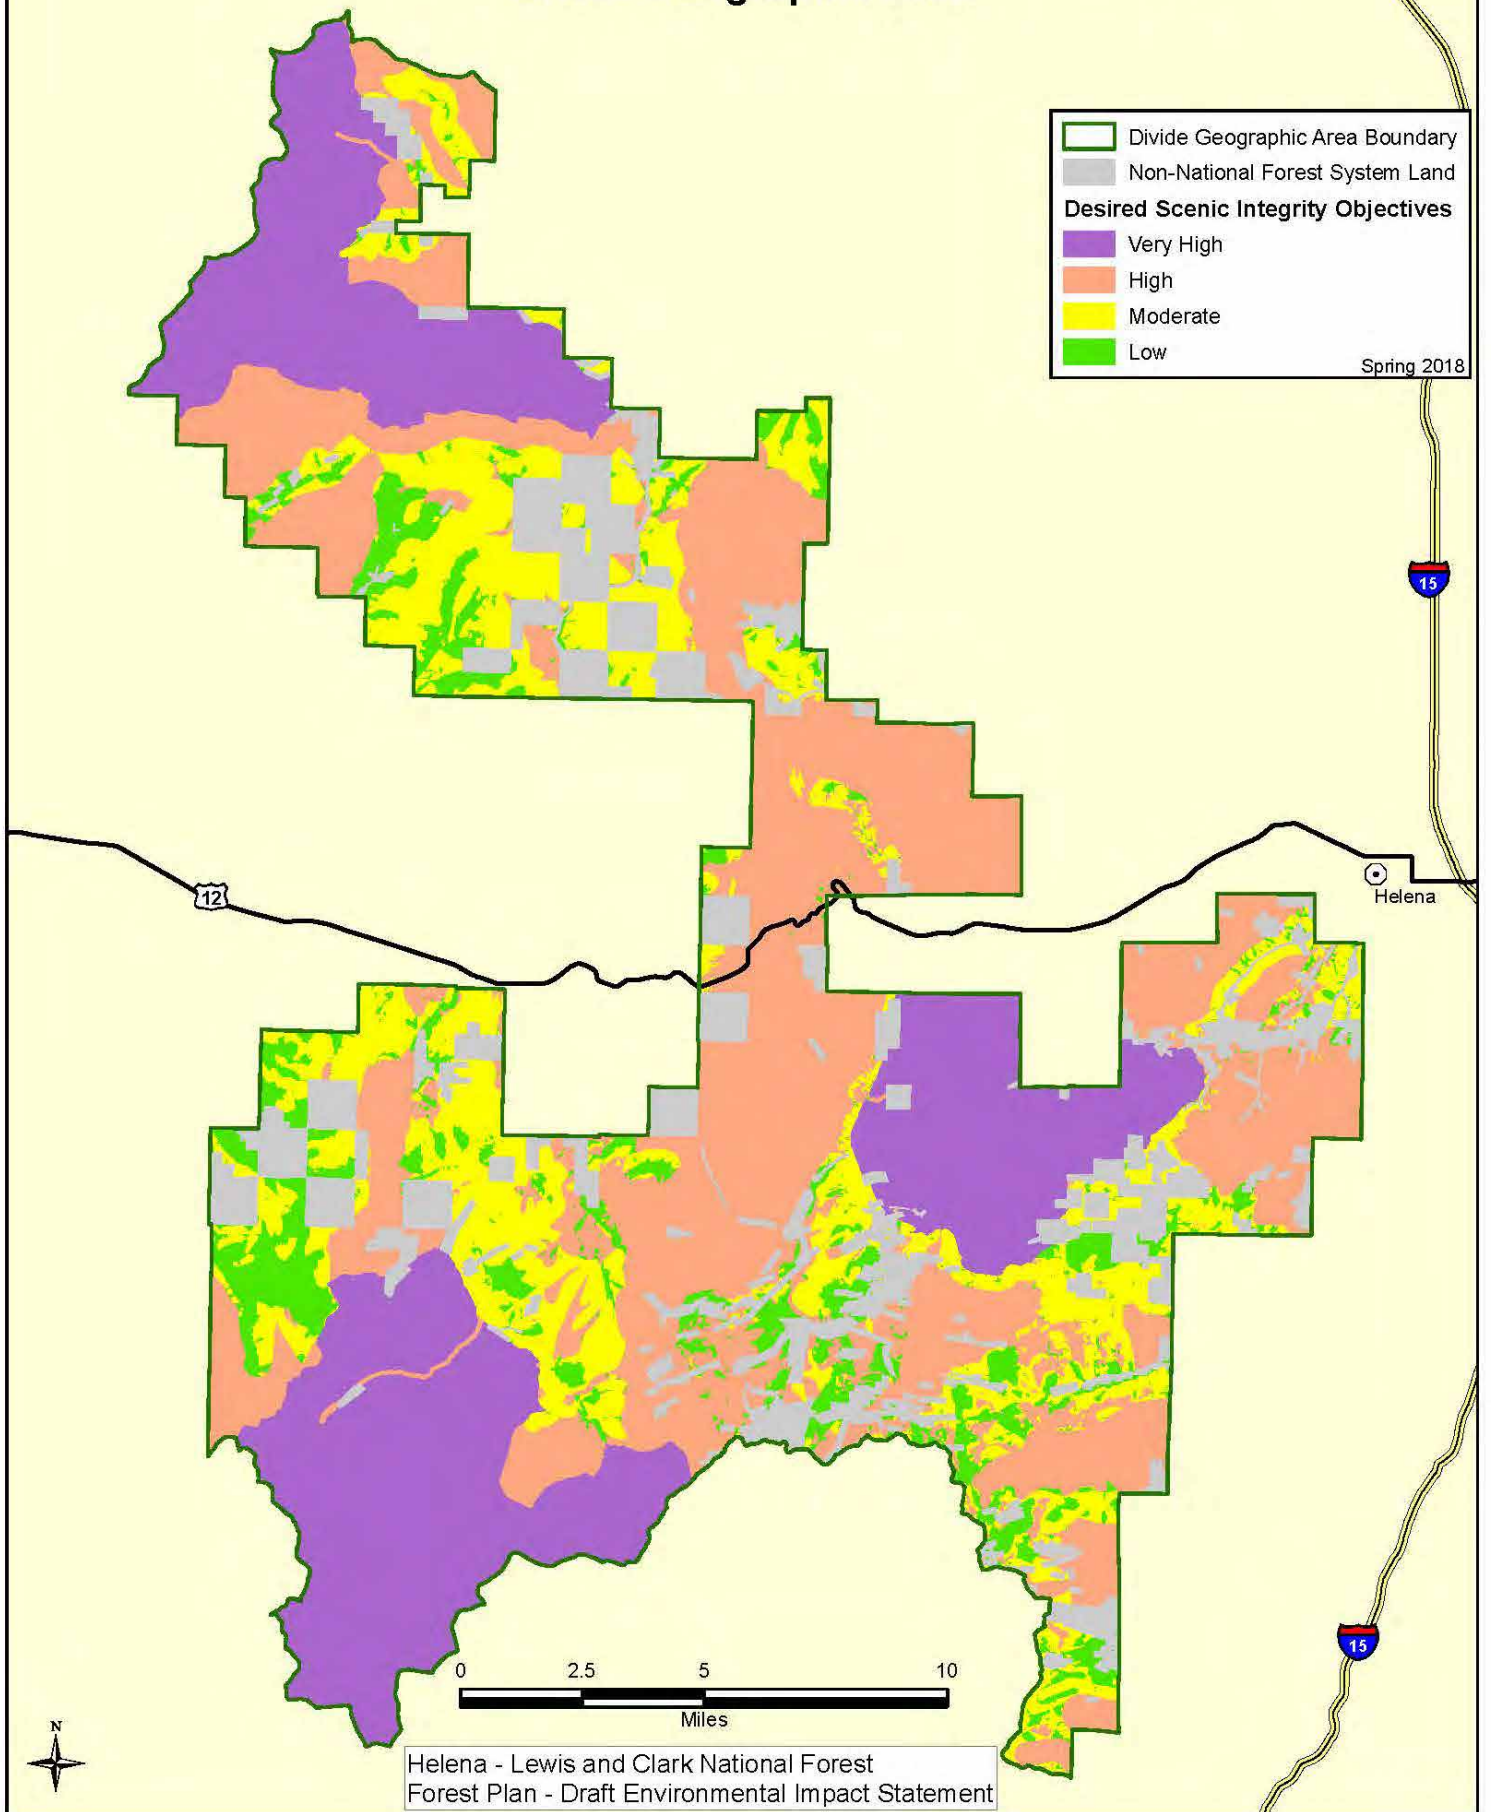 Divide Geographic Area Boundary
Non-National Forest System Land
Desired Scenic Integrity Objectives
Very High
High
Moderate
Low
Spring 2018
15
12
Helena
15
0 2.5 5 10
Miles
N
Helena - Lewis and Clark National Forest
Forest Plan - Draft Environmental Impact Statement